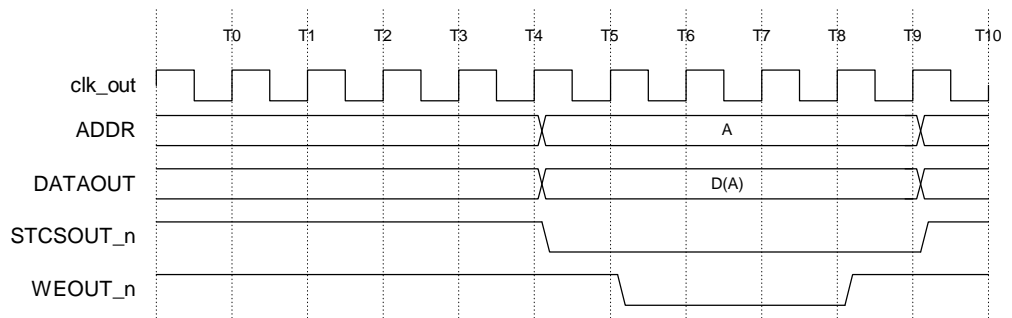 T0 T1 T2 T3 T4 T5 T6 T7 T8 T9 T10
clk_out
ADDR A
DATAOUT D(A)
STCSOUT_n
WEOUT_n